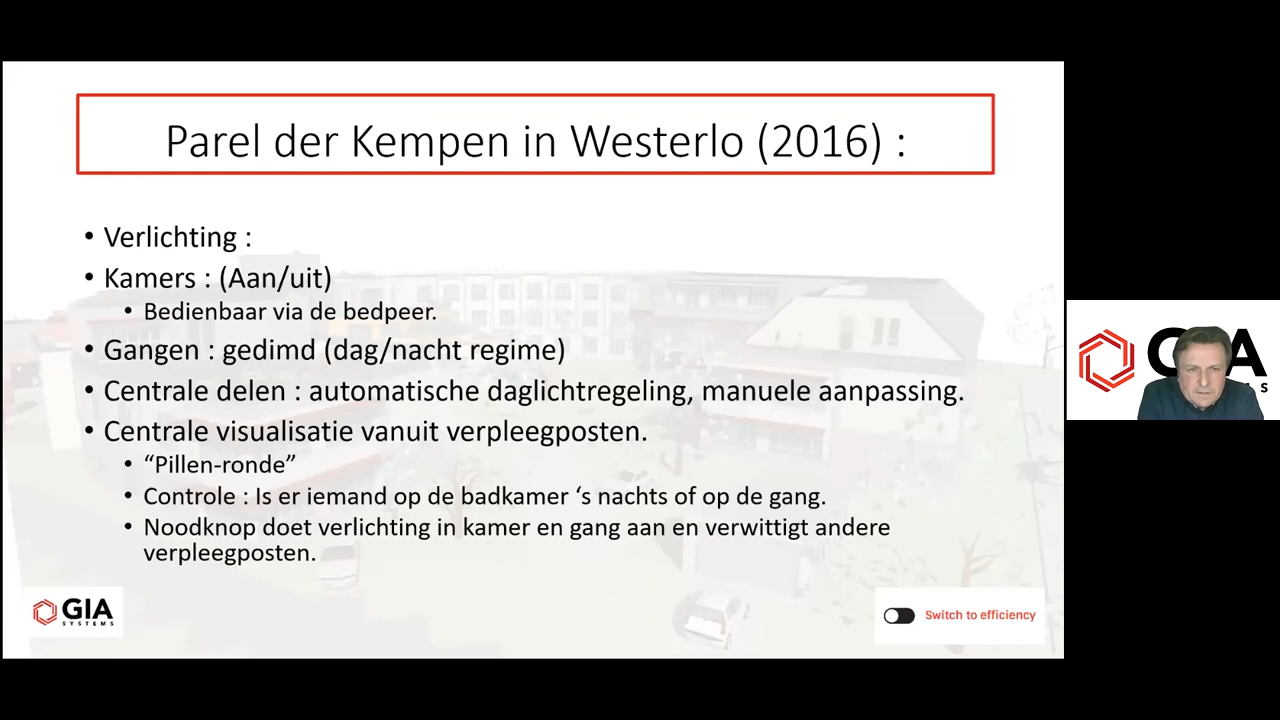 Parel der Kempen in Westerlo (2016) :
• Verlichting :
• Kamers : (Aan/uit)
• Bedienbaar via de bedpeer.
• Gangen : gedimd (dag/nacht regime)
• Centrale delen : automatische daglichtregeling, manuele aanpassing.
• Centrale visualisatie vanuit verpleegposten.
• “Pillen-ronde”
• Controle : Is er iemand op de badkamer ‘s nachts of op de gang.
• Noodknop doet verlichting in kamer en gang aan en verwittigt andere
verpleegposten.
GIA
SYSTEMS
Switch to efficiency